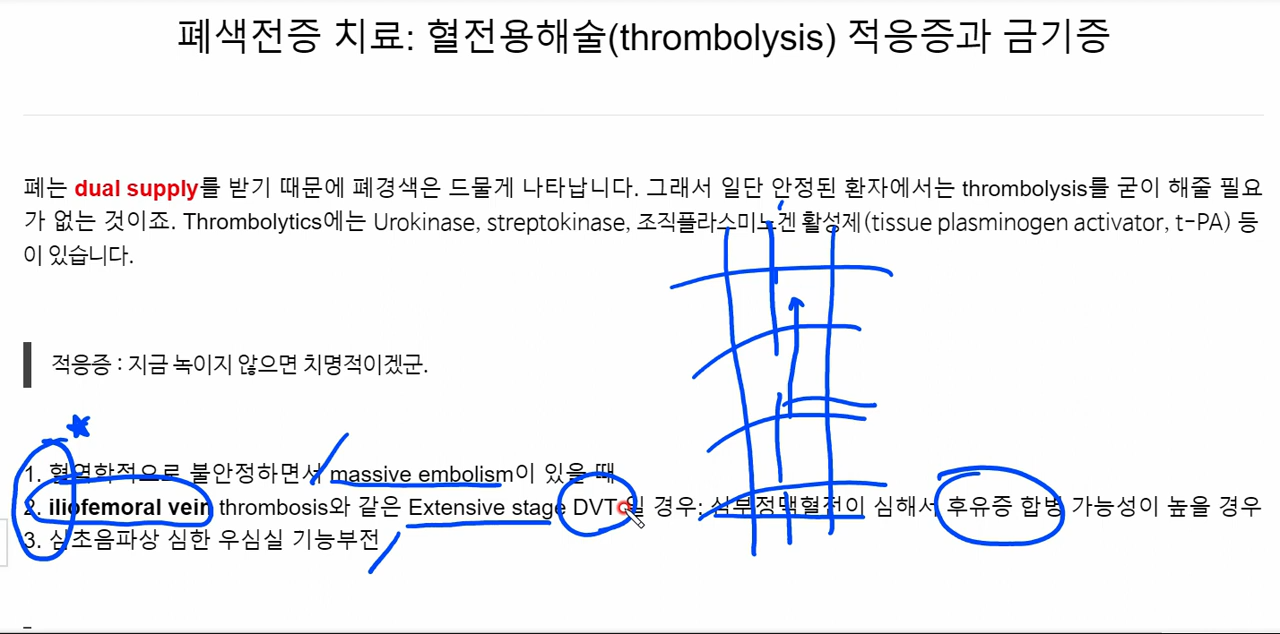 폐색전증 치료: 혈전용해술(thrombolysis) 적응증과 금기증
폐는 dual supply를 받기 때문에 폐경색은 드물게 나타납니다. 그래서 일단 안정된 환자에서는 thrombolysis를 굳이 해줄 필요
가 없는 것이죠. Thrombolytics에는 Urokinase, streptokinase, 조직플라스미노겐 활성제(tissue plasminogen activator, t-PA) 등
이 있습니다.
적응증 : 지금 녹이지 않으면 치명적이겠군.
1. 혈역학적으로 불안정하면서 massive embolism이 있을 때
2. iliofemoral vein thrombosis와 같은 Extensive stage DVT일 경우; 심부정맥혈전이 심해서 후유증 합병 가능성이 높을 경우
3. 심초음파상 심한 우심실 기능부전